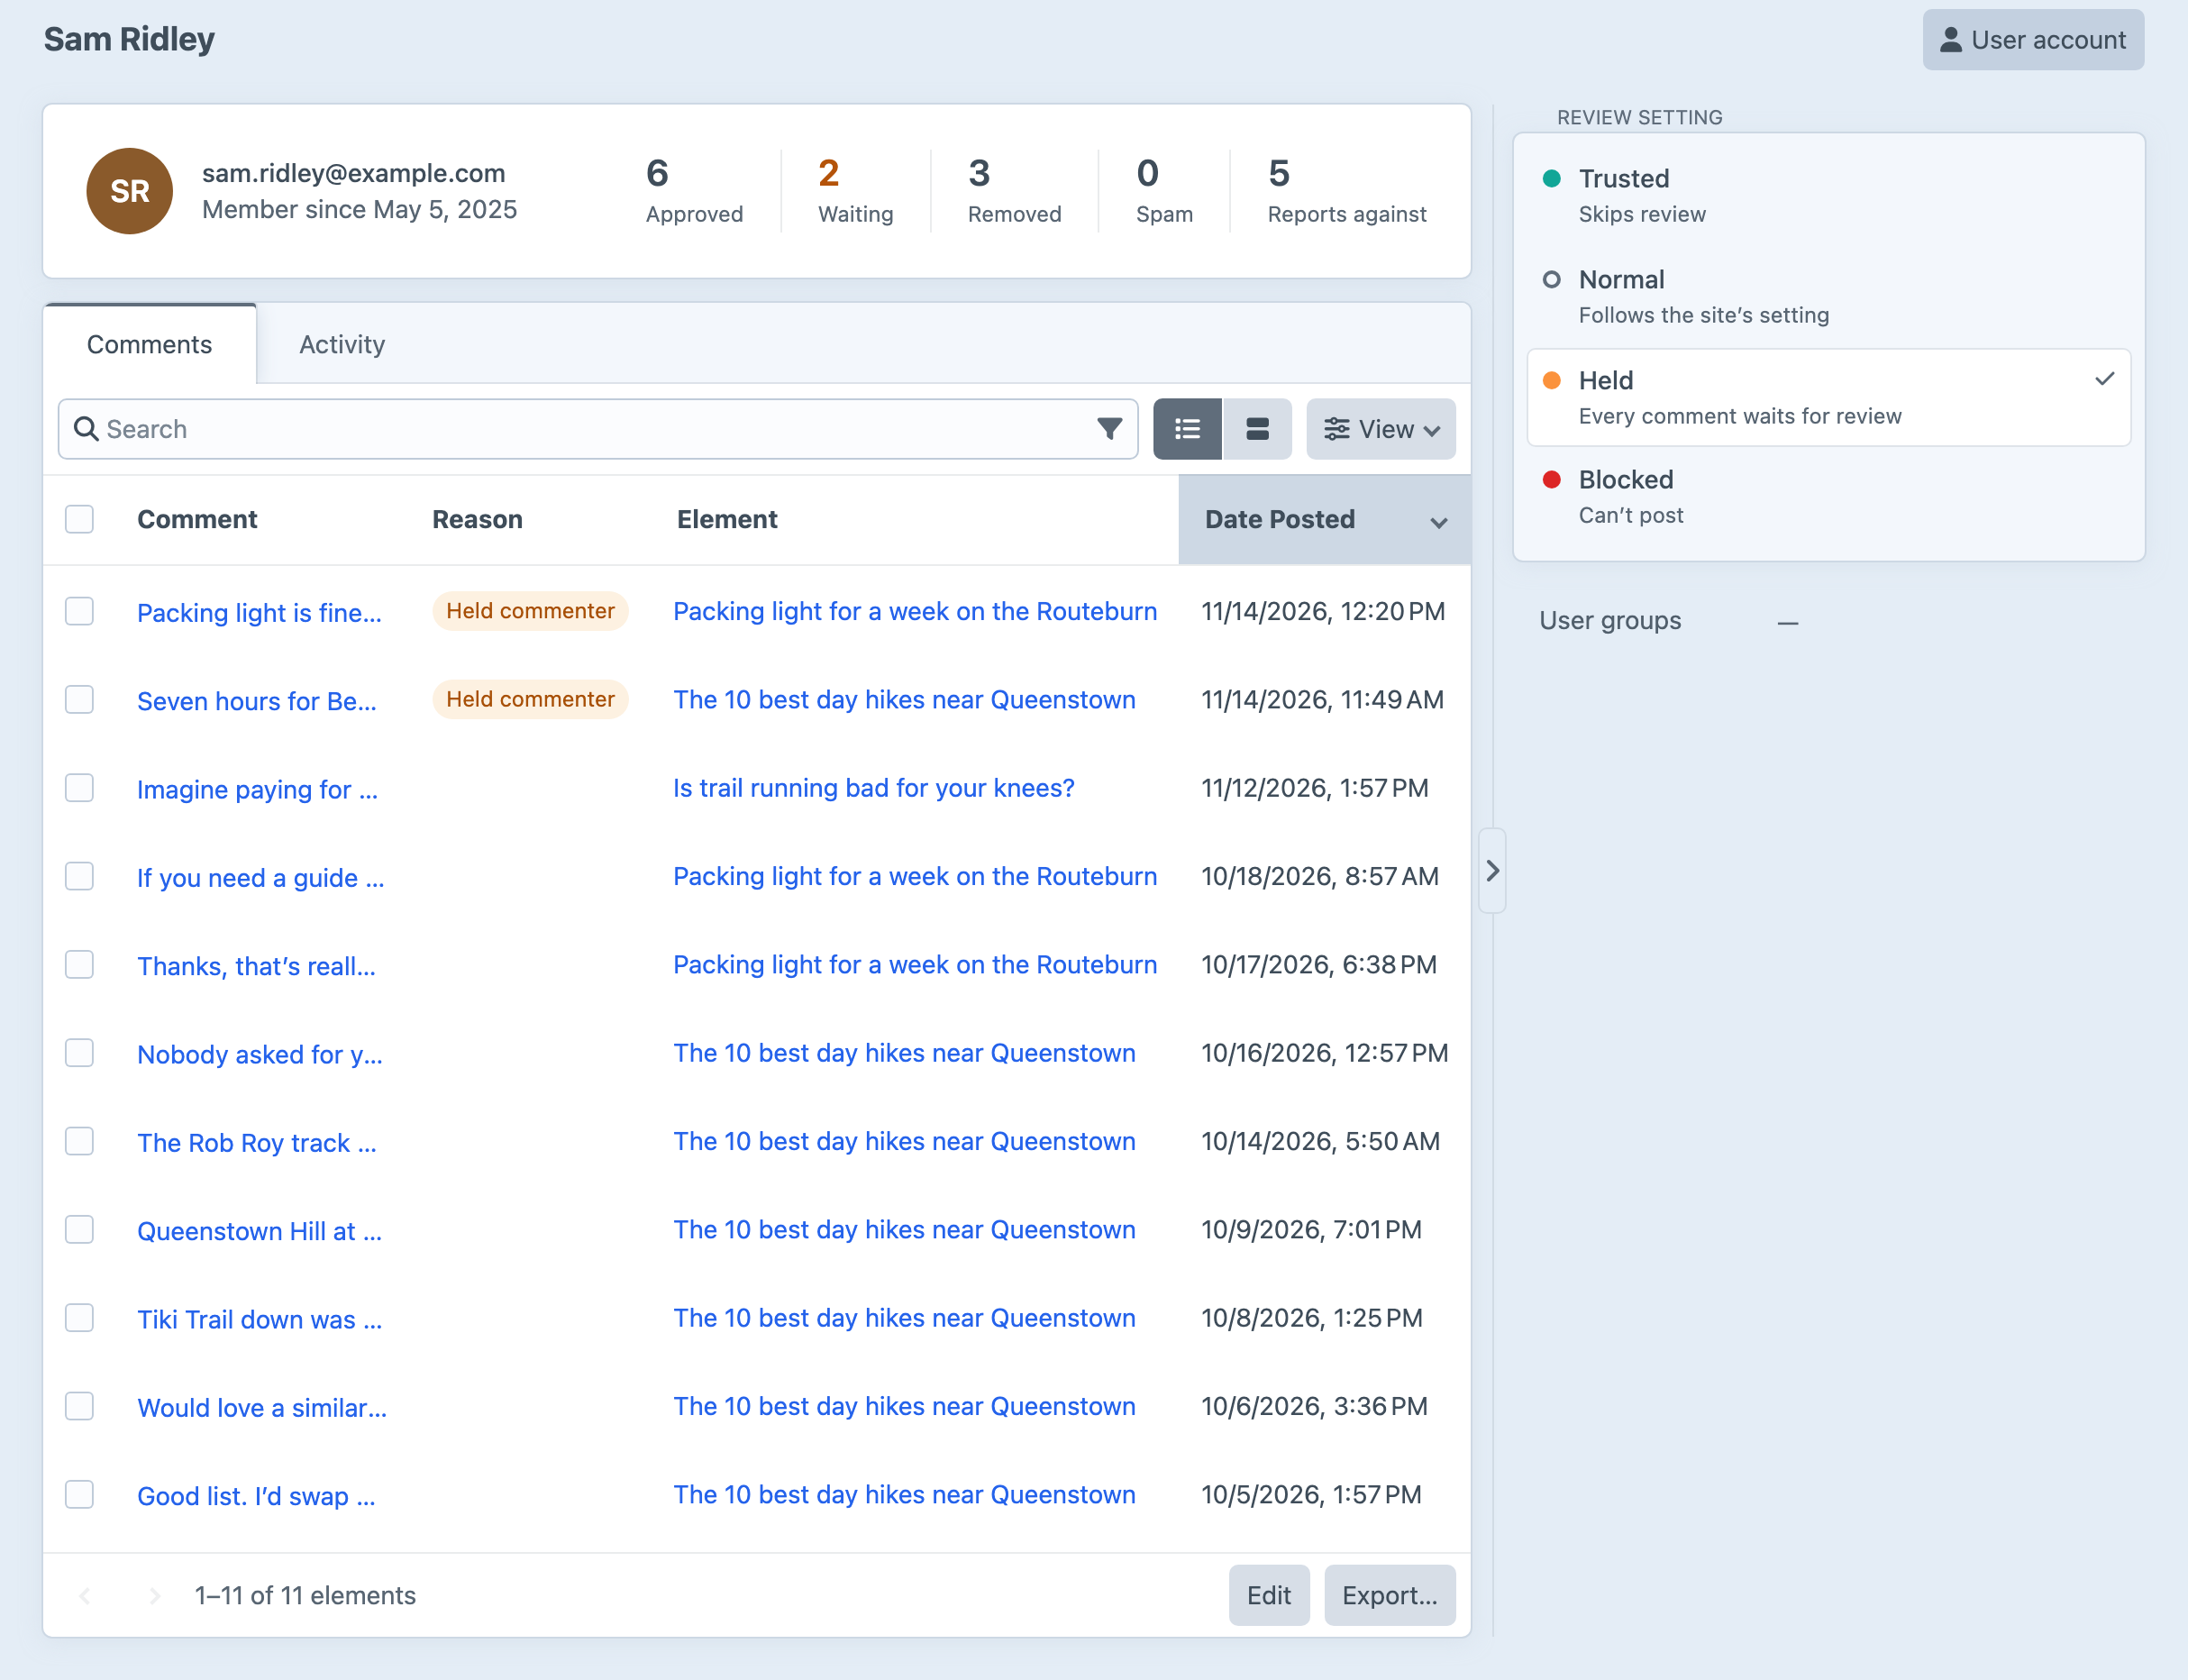 Sam Ridley
User account
SR
sam.ridley@example.com
Member since May 5, 2025
6
Approved
2
Waiting
3
Removed
0
Spam
5
Reports against
REVIEW SETTING
Trusted
Skips review
Normal
Follows the site’s setting
Held
Every comment waits for review
Blocked
Can’t post
User groups —
Comments Activity
Search
View
Comment Reason Element Date Posted
Packing light is fine... Held commenter Packing light for a week on the Routeburn 11/14/2026, 12:20 PM
Seven hours for Be... Held commenter The 10 best day hikes near Queenstown 11/14/2026, 11:49 AM
Imagine paying for ... Is trail running bad for your knees? 11/12/2026, 1:57 PM
If you need a guide ... Packing light for a week on the Routeburn 10/18/2026, 8:57 AM
Thanks, that’s reall... Packing light for a week on the Routeburn 10/17/2026, 6:38 PM
Nobody asked for y... The 10 best day hikes near Queenstown 10/16/2026, 12:57 PM
The Rob Roy track ... The 10 best day hikes near Queenstown 10/14/2026, 5:50 AM
Queenstown Hill at ... The 10 best day hikes near Queenstown 10/9/2026, 7:01 PM
Tiki Trail down was ... The 10 best day hikes near Queenstown 10/8/2026, 1:25 PM
Would love a similar... The 10 best day hikes near Queenstown 10/6/2026, 3:36 PM
Good list. I’d swap ... The 10 best day hikes near Queenstown 10/5/2026, 1:57 PM
1–11 of 11 elements
Edit
Export...